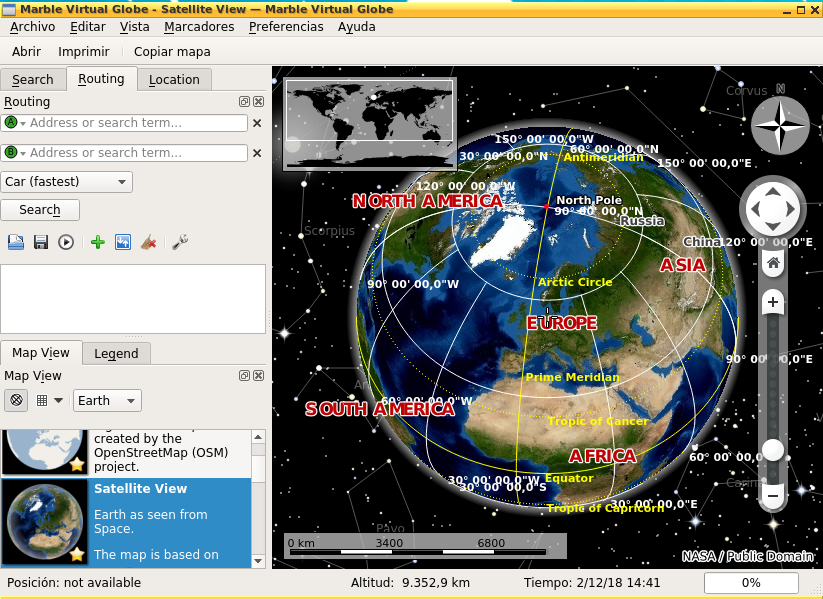 Marble Virtual Globe - Satellite View — Marble Virtual Globe
Archivo Editar Vista Marcadores Preferencias Ayuda
Abrir Imprimir Copiar mapa
Search Routing Location
Routing
A Address or search term...
B Address or search term...
Car (fastest)
Search
Map View Legend
Map View
Earth
created by the
OpenStreetMap (OSM)
project.
Satellite View
Earth as seen from
Space.
The map is based on
Corvus
N
150° 00' 00,0"W
60° 00' 00,0"N
30° 00' 00,0"N
Antimeridian
150° 00' 00,0"E
120° 00' 00,0"W
NORTH AMERICA
North Pole
90° 00' 00,0"N
Russia
Scorpius
China
120° 00' 00,0"E
ASIA
90° 00' 00,0"W
Arctic Circle
EUROPE
90° 00' 00,0"E
Prime Meridian
60° 00' 00,0"W
SOUTH AMERICA
Tropic of Cancer
AFRICA
60° 00' 00,0
Equator
30° 00' 00,0"W
30° 00' 00,0"S
30° 00' 00,0"E
Tropic of Capricorn
Carina
Pavo
0 km 3400 6800
NASA / Public Domain
Posición: not available Altitud: 9.352,9 km Tiempo: 2/12/18 14:41 0%